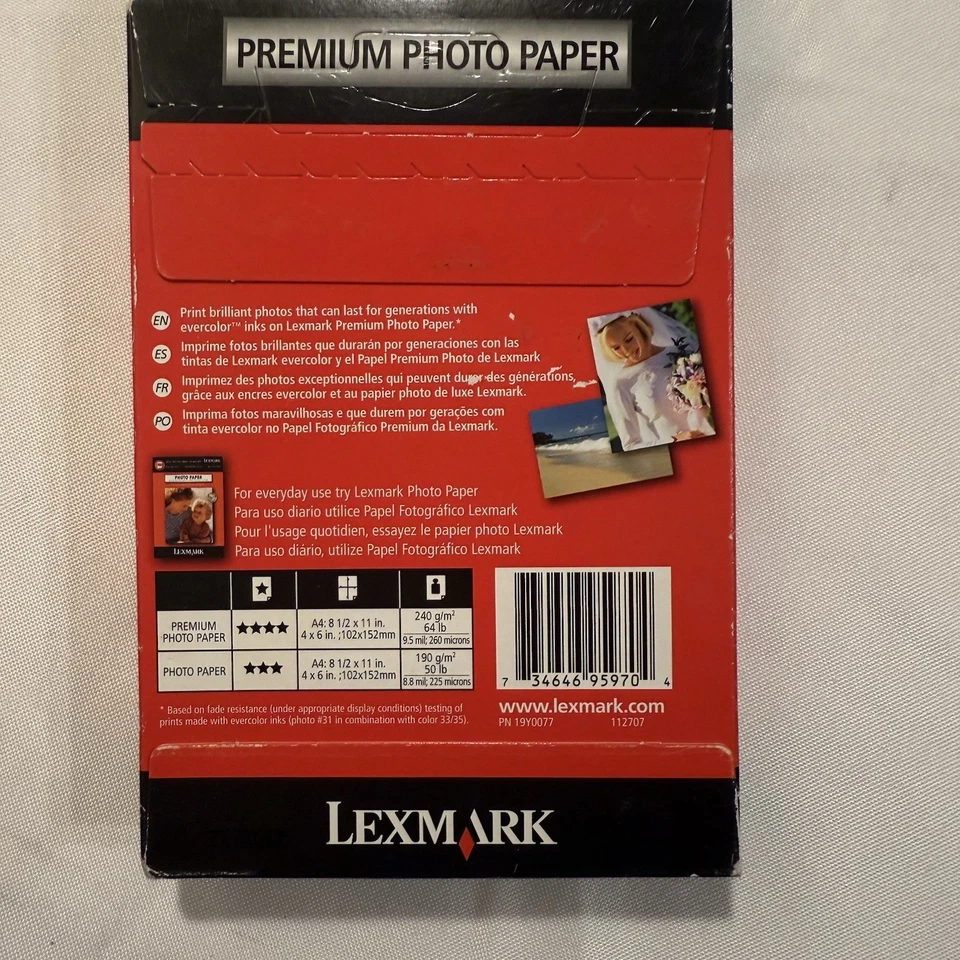 PREMIUM PHOTO PAPER
EN Print brilliant photos that can last for generations with
evercolor™ inks on Lexmark Premium Photo Paper.*
ES Imprime fotos brillantes que durarán por generaciones con las
tintas de Lexmark evercolor y el Papel Premium Photo de Lexmark
FR Imprimez des photos exceptionnelles qui peuvent durer des générations,
grâce aux encres evercolor et au papier photo de luxe Lexmark.
PO Imprima fotos maravilhosas e que durem por gerações com
tinta evercolor no Papel Fotográfico Premium da Lexmark.
PHOTO PAPER
LEXMARK
For everyday use try Lexmark Photo Paper
Para uso diario utilice Papel Fotográfico Lexmark
Pour l'usage quotidien, essayez le papier photo Lexmark
Para uso diário, utilize Papel Fotográfico Lexmark
PREMIUM
PHOTO PAPER
A4: 8 1/2 x 11 in.
4 x 6 in. ;102x152mm
240 g/m²
64 lb
9.5 mil; 260 microns
PHOTO PAPER
A4: 8 1/2 x 11 in.
4 x 6 in. ;102x152mm
190 g/m²
50 lb
8.8 mil; 225 microns
7 34646 95970 4
* Based on fade resistance (under appropriate display conditions) testing of
prints made with evercolor inks (photo #31 in combination with color 33/35).
www.lexmark.com
PN 19Y0077 112707
LEXMARK